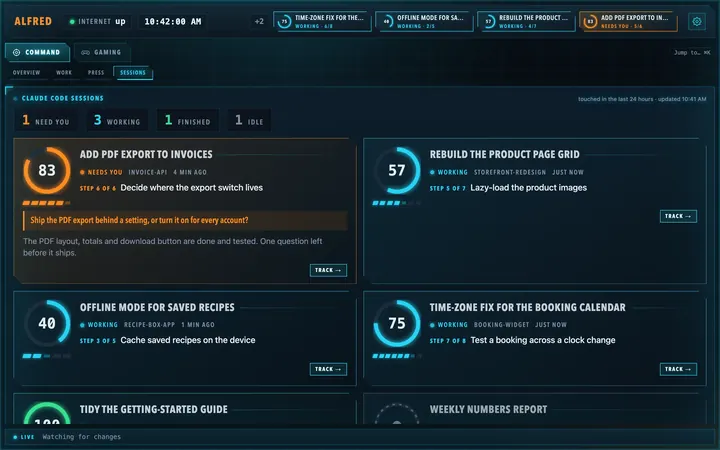 ALFRED
INTERNET up
10:42:00 AM
+2
75 TIME-ZONE FIX FOR THE...
WORKING · 6/8
40 OFFLINE MODE FOR SA...
WORKING · 2/5
57 REBUILD THE PRODUCT ...
WORKING · 4/7
83 ADD PDF EXPORT TO IN...
NEEDS YOU · 5/6
COMMAND
GAMING
Jump to… ⌘K
OVERVIEW
WORK
PRESS
SESSIONS
CLAUDE CODE SESSIONS
touched in the last 24 hours · updated 10:41 AM
1 NEED YOU
3 WORKING
1 FINISHED
1 IDLE
83
ADD PDF EXPORT TO INVOICES
NEEDS YOU INVOICE-API 4 MIN AGO
STEP 6 OF 6 Decide where the export switch lives
Ship the PDF export behind a setting, or turn it on for every account?
The PDF layout, totals and download button are done and tested. One question left
before it ships.
TRACK →
57
REBUILD THE PRODUCT PAGE GRID
WORKING STOREFRONT-REDESIGN JUST NOW
STEP 5 OF 7 Lazy-load the product images
TRACK →
40
OFFLINE MODE FOR SAVED RECIPES
WORKING RECIPE-BOX-APP 1 MIN AGO
STEP 3 OF 5 Cache saved recipes on the device
TRACK →
75
TIME-ZONE FIX FOR THE BOOKING CALENDAR
WORKING BOOKING-WIDGET JUST NOW
STEP 7 OF 8 Test a booking across a clock change
TRACK →
100
TIDY THE GETTING-STARTED GUIDE
WEEKLY NUMBERS REPORT
LIVE Watching for changes